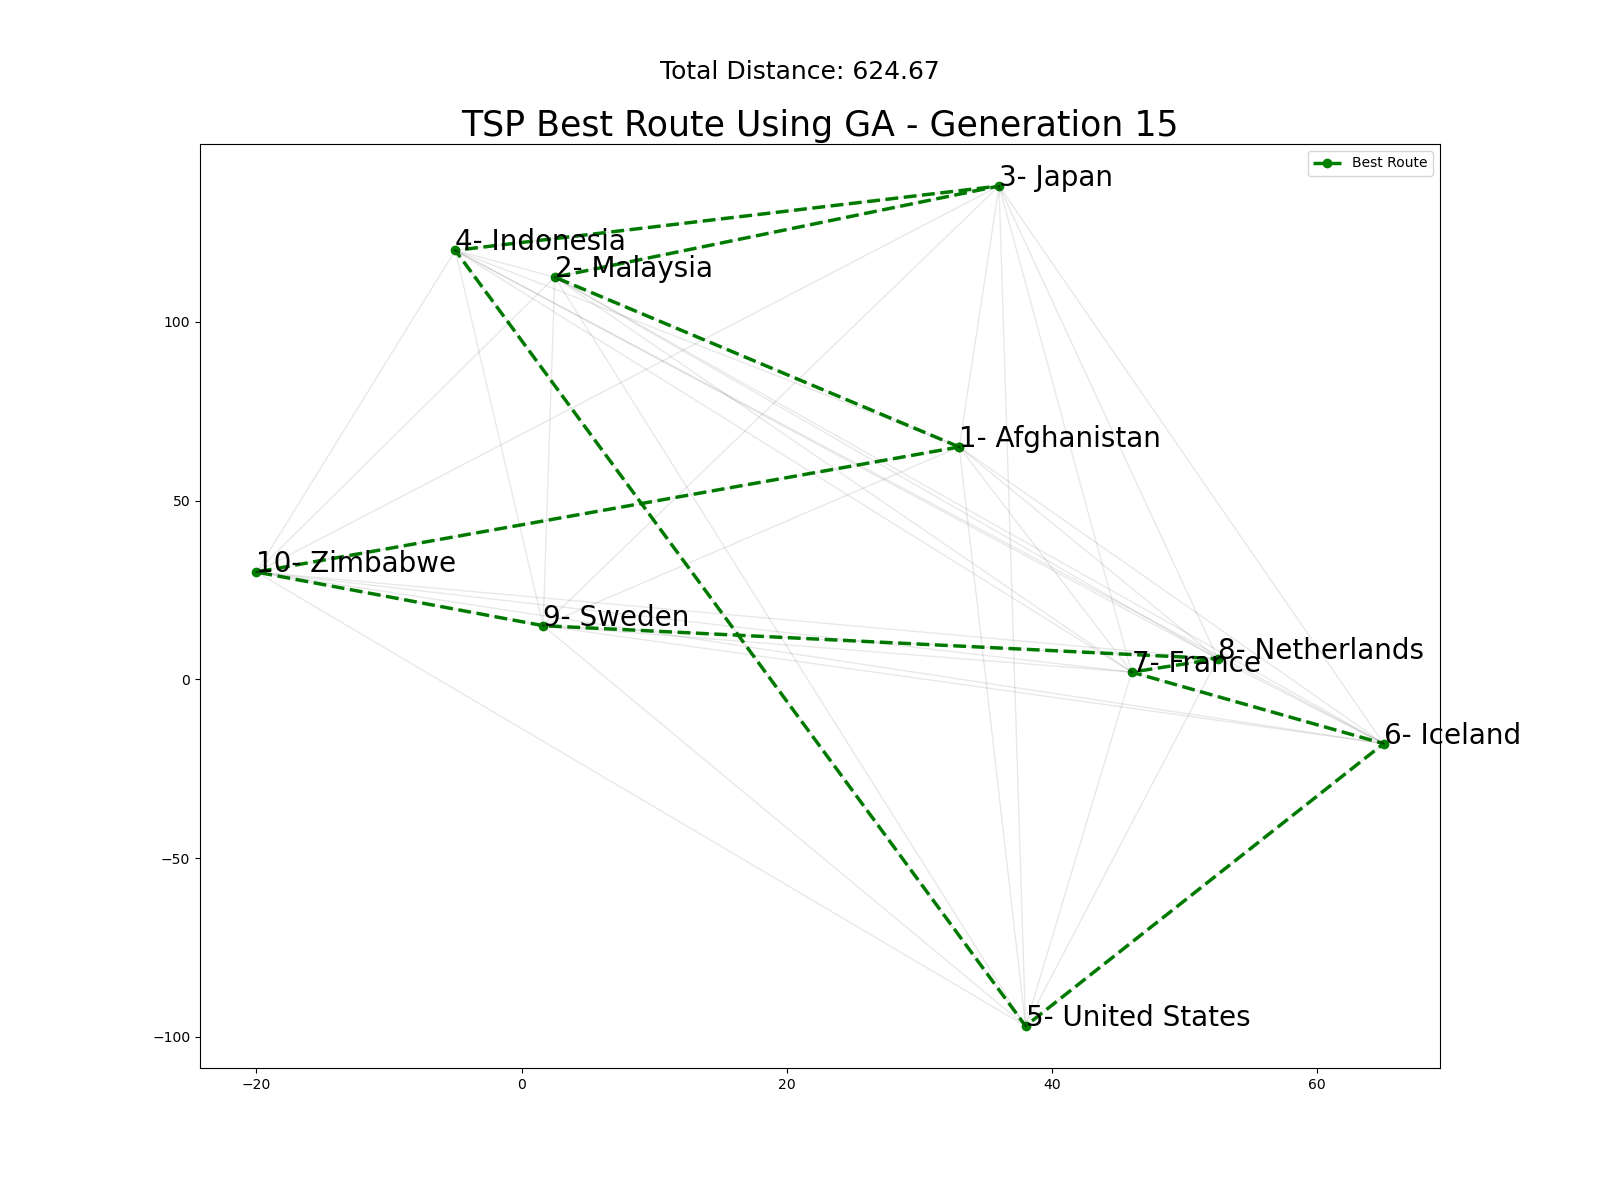 Total Distance: 624.67
TSP Best Route Using GA - Generation 15
Best Route
3- Japan
4- Indonesia
2- Malaysia
100
1- Afghanistan
50
10- Zimbabwe
9- Sweden
8- Netherlands
7- France
0
6- Iceland
−50
5- United States
−100
−20 0 20 40 60